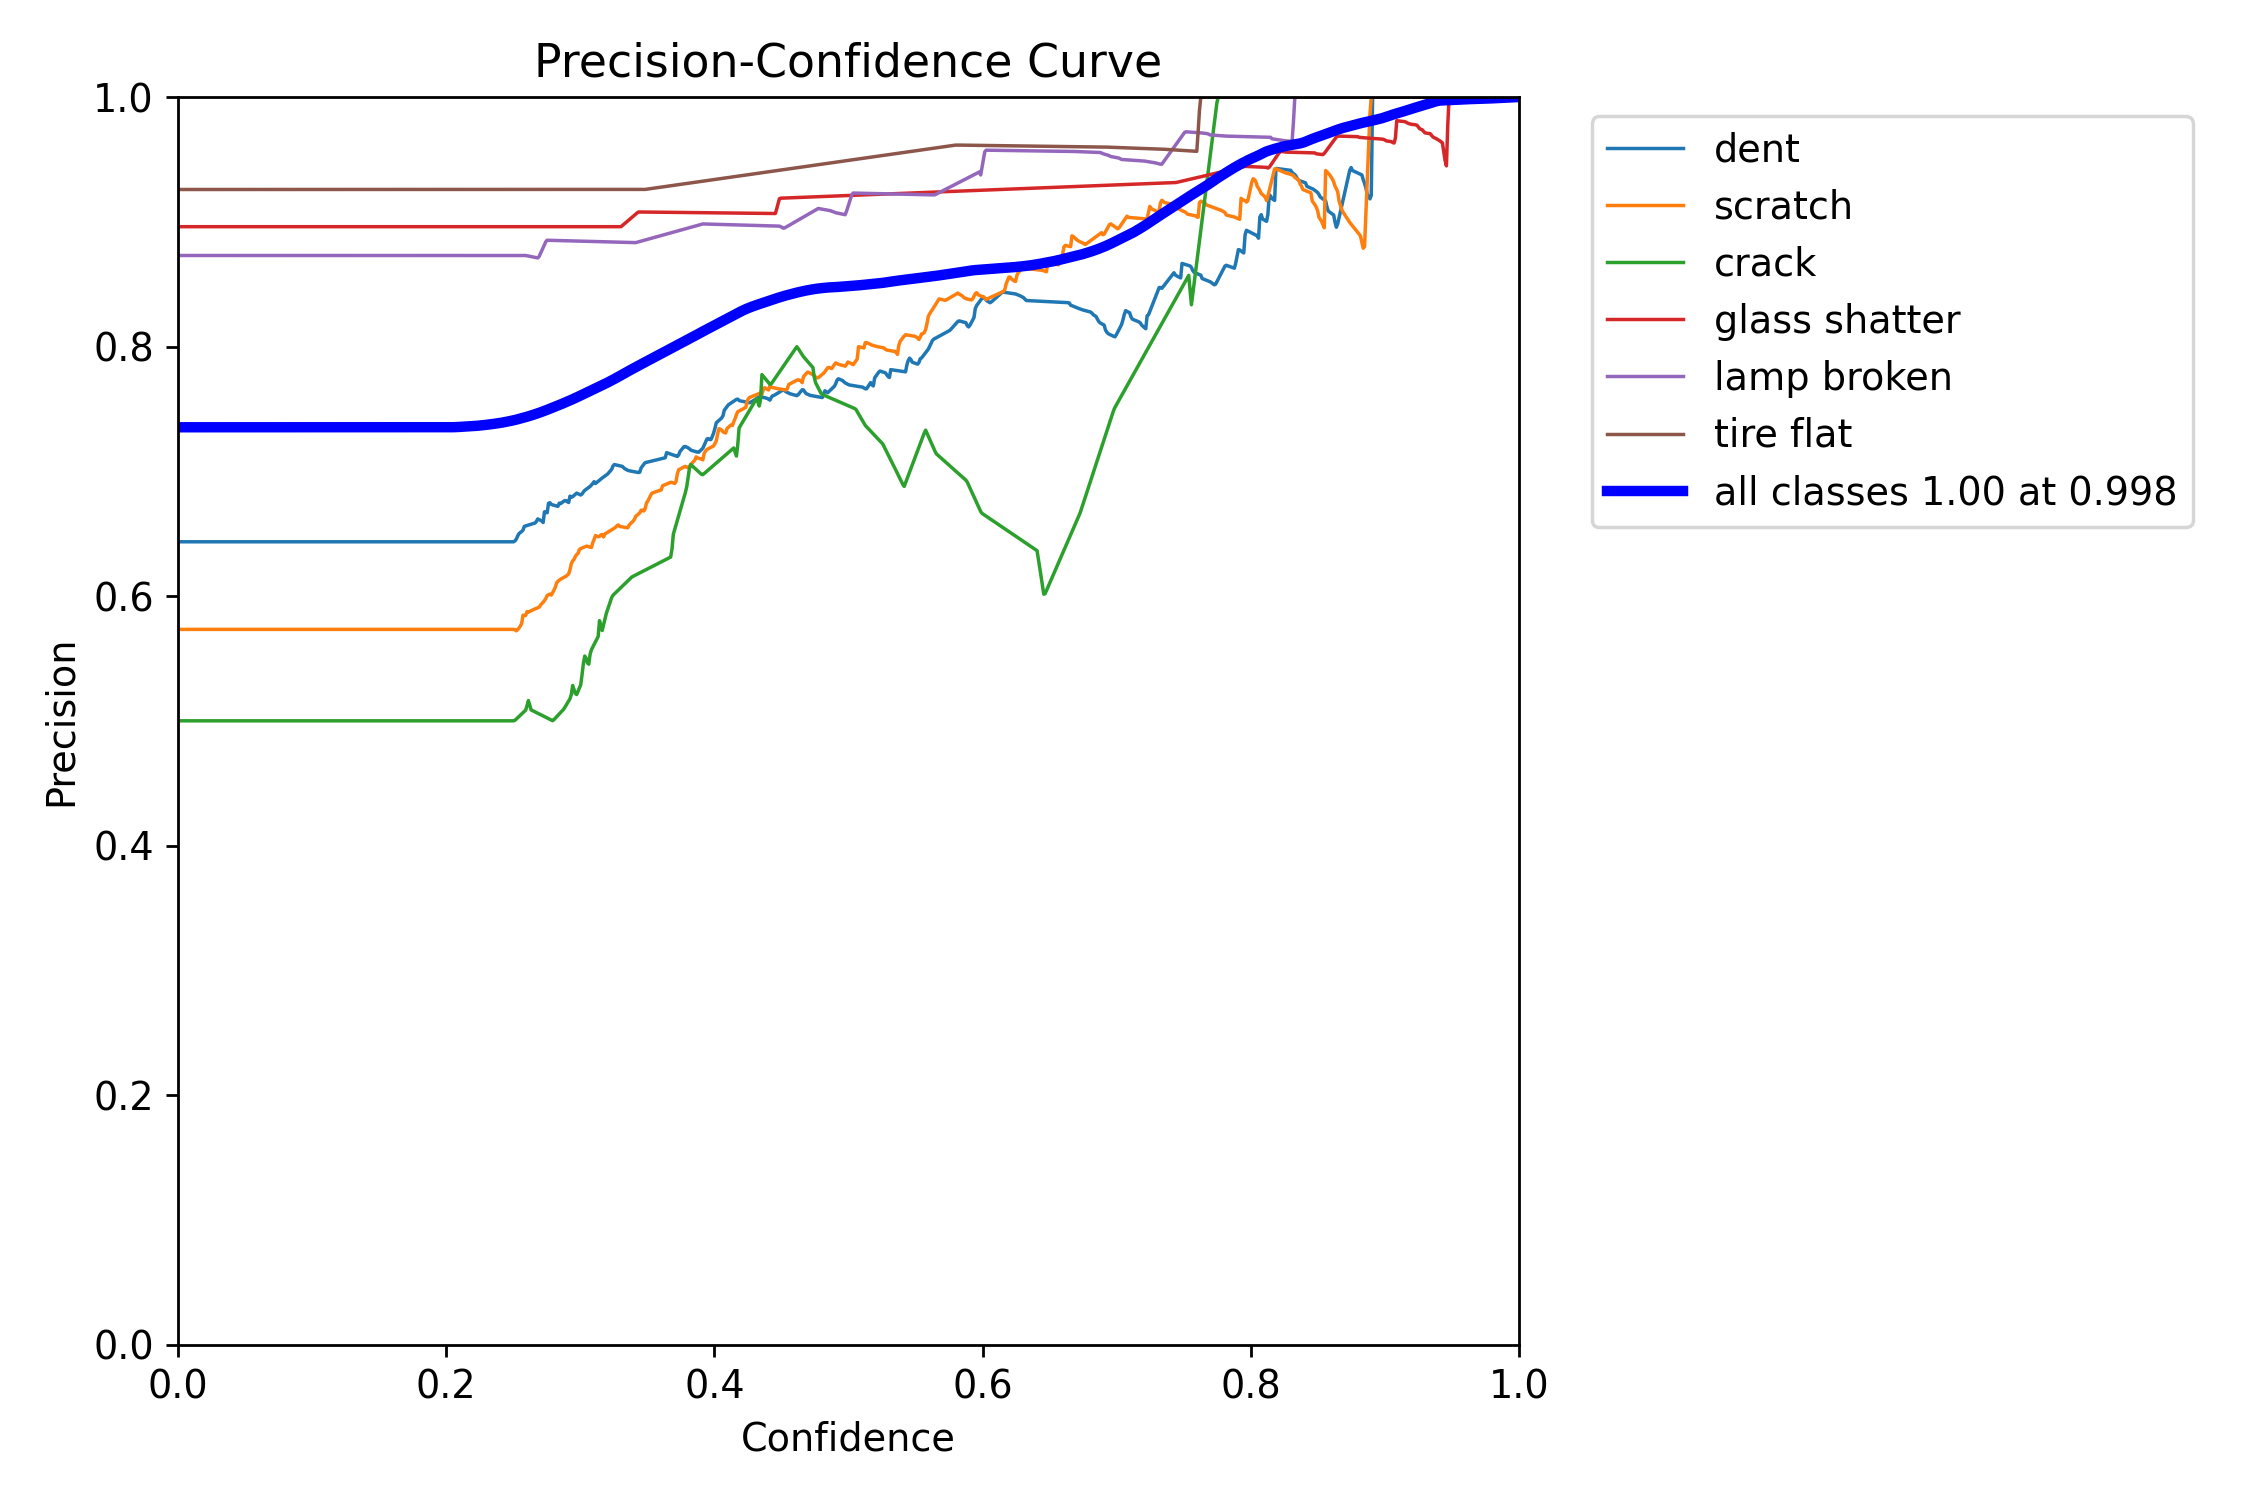 Precision-Confidence Curve
1.0
0.8
0.6
0.4
0.2
0.0
Precision
0.0 0.2 0.4 0.6 0.8 1.0
Confidence
dent
scratch
crack
glass shatter
lamp broken
tire flat
all classes 1.00 at 0.998